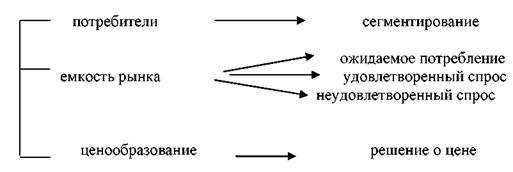 потребители сегментирование
ожидаемое потребление
емкость рынка удовлетворенный спрос
неудовлетворенный спрос
ценообразование решение о цене